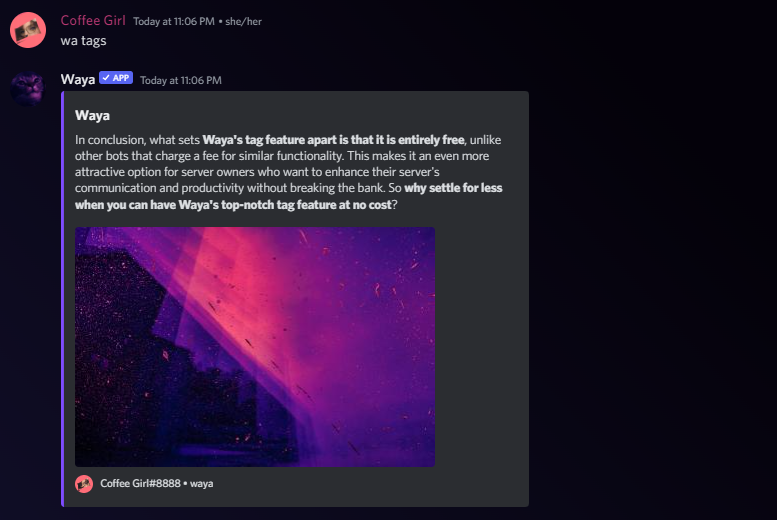 Coffee Girl Today at 11:06 PM • she/her
wa tags
Waya ✓ APP Today at 11:06 PM
Waya
In conclusion, what sets Waya's tag feature apart is that it is entirely free, unlike
other bots that charge a fee for similar functionality. This makes it an even more
attractive option for server owners who want to enhance their server's
communication and productivity without breaking the bank. So why settle for less
when you can have Waya's top-notch tag feature at no cost?
Coffee Girl#8888 • waya